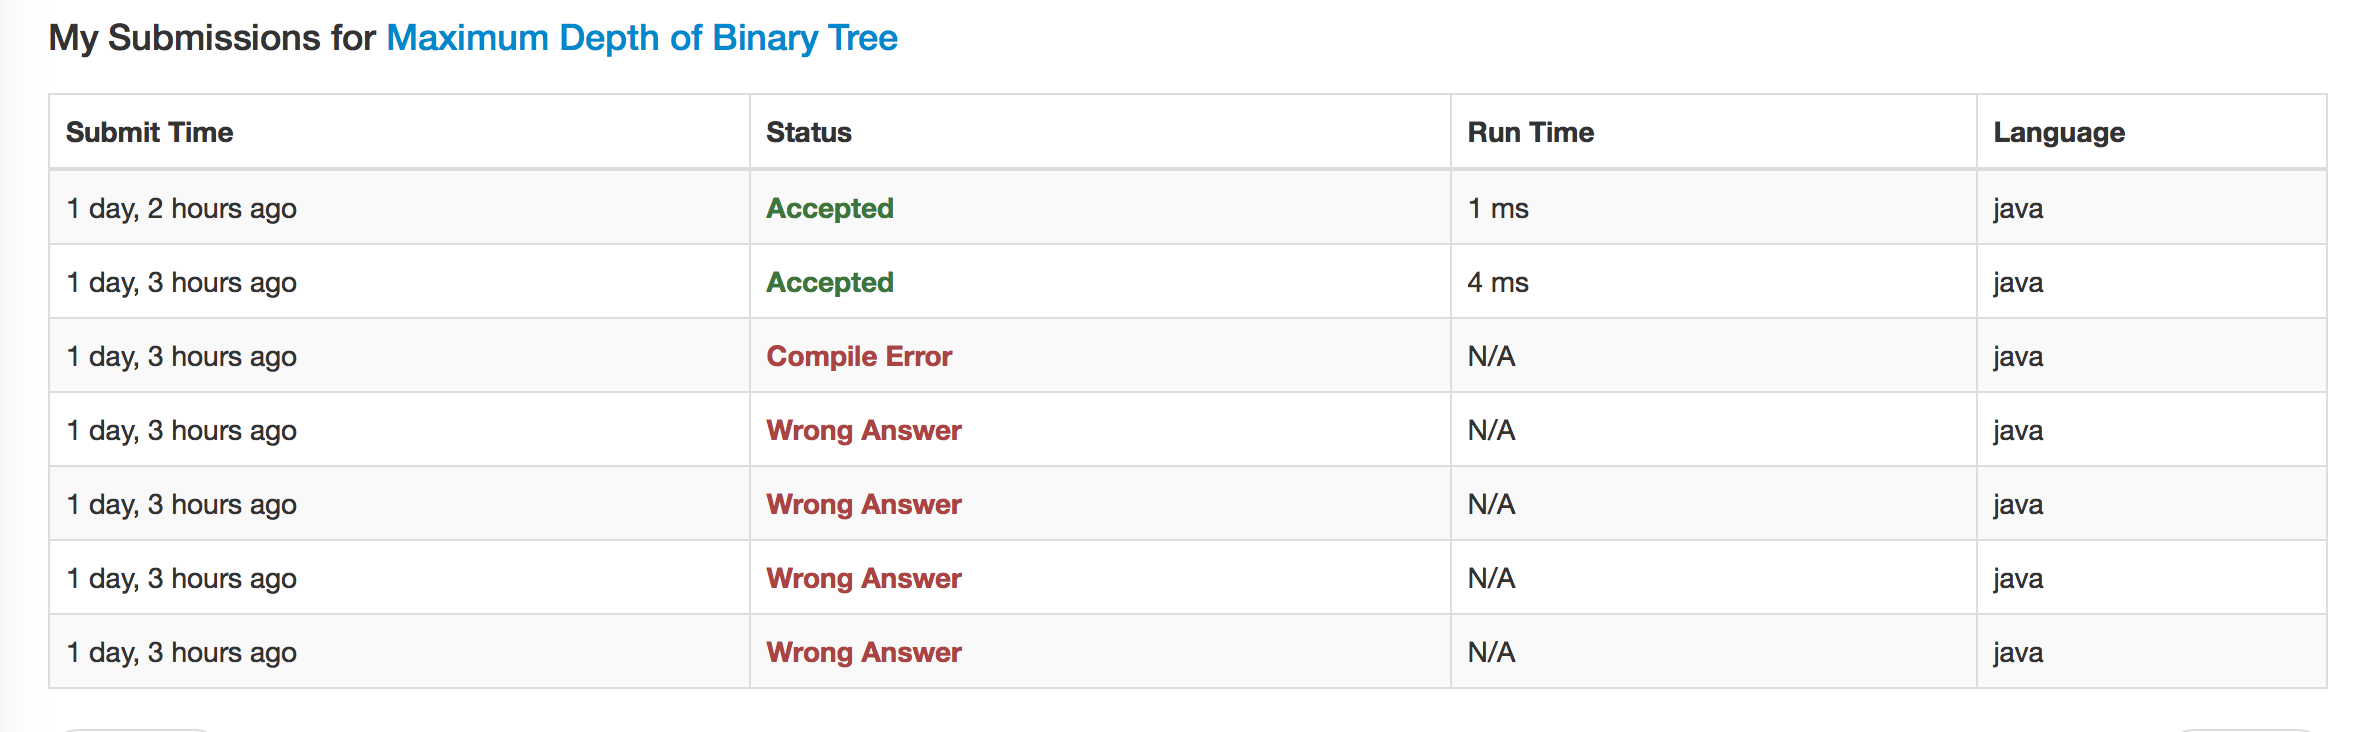 My Submissions for Maximum Depth of Binary Tree
Submit Time Status Run Time Language
1 day, 2 hours ago Accepted 1 ms java
1 day, 3 hours ago Accepted 4 ms java
1 day, 3 hours ago Compile Error N/A java
1 day, 3 hours ago Wrong Answer N/A java
1 day, 3 hours ago Wrong Answer N/A java
1 day, 3 hours ago Wrong Answer N/A java
1 day, 3 hours ago Wrong Answer N/A java